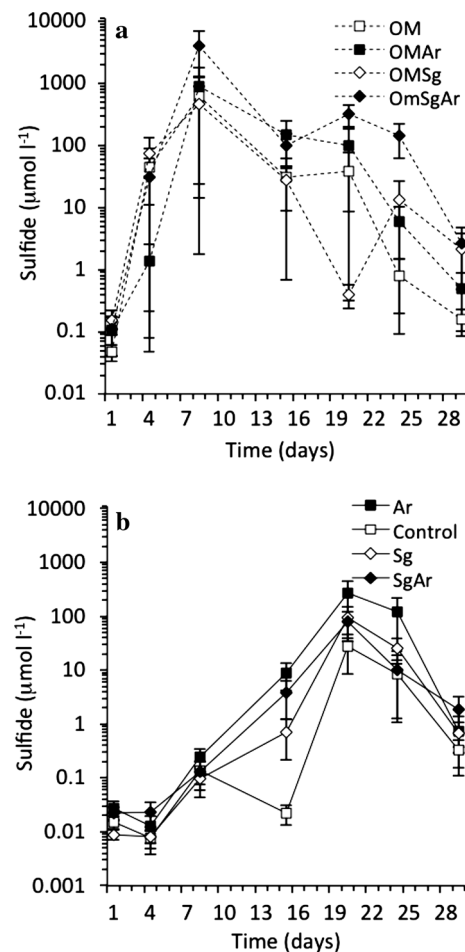 a
OM
OMAr
OMSg
OmSgAr
10000
1000
100
10
1
0.1
0.01
Sulfide (µmol l-1)
1 4 7 8 10 13 16 19 22 25 28
Time (days)
b
Ar
Control
Sg
SgAr
10000
1000
100
10
1
0.1
0.01
0.001
Sulfide (µmol l-1)
1 4 7 10 13 16 19 22 25 28
Time (days)